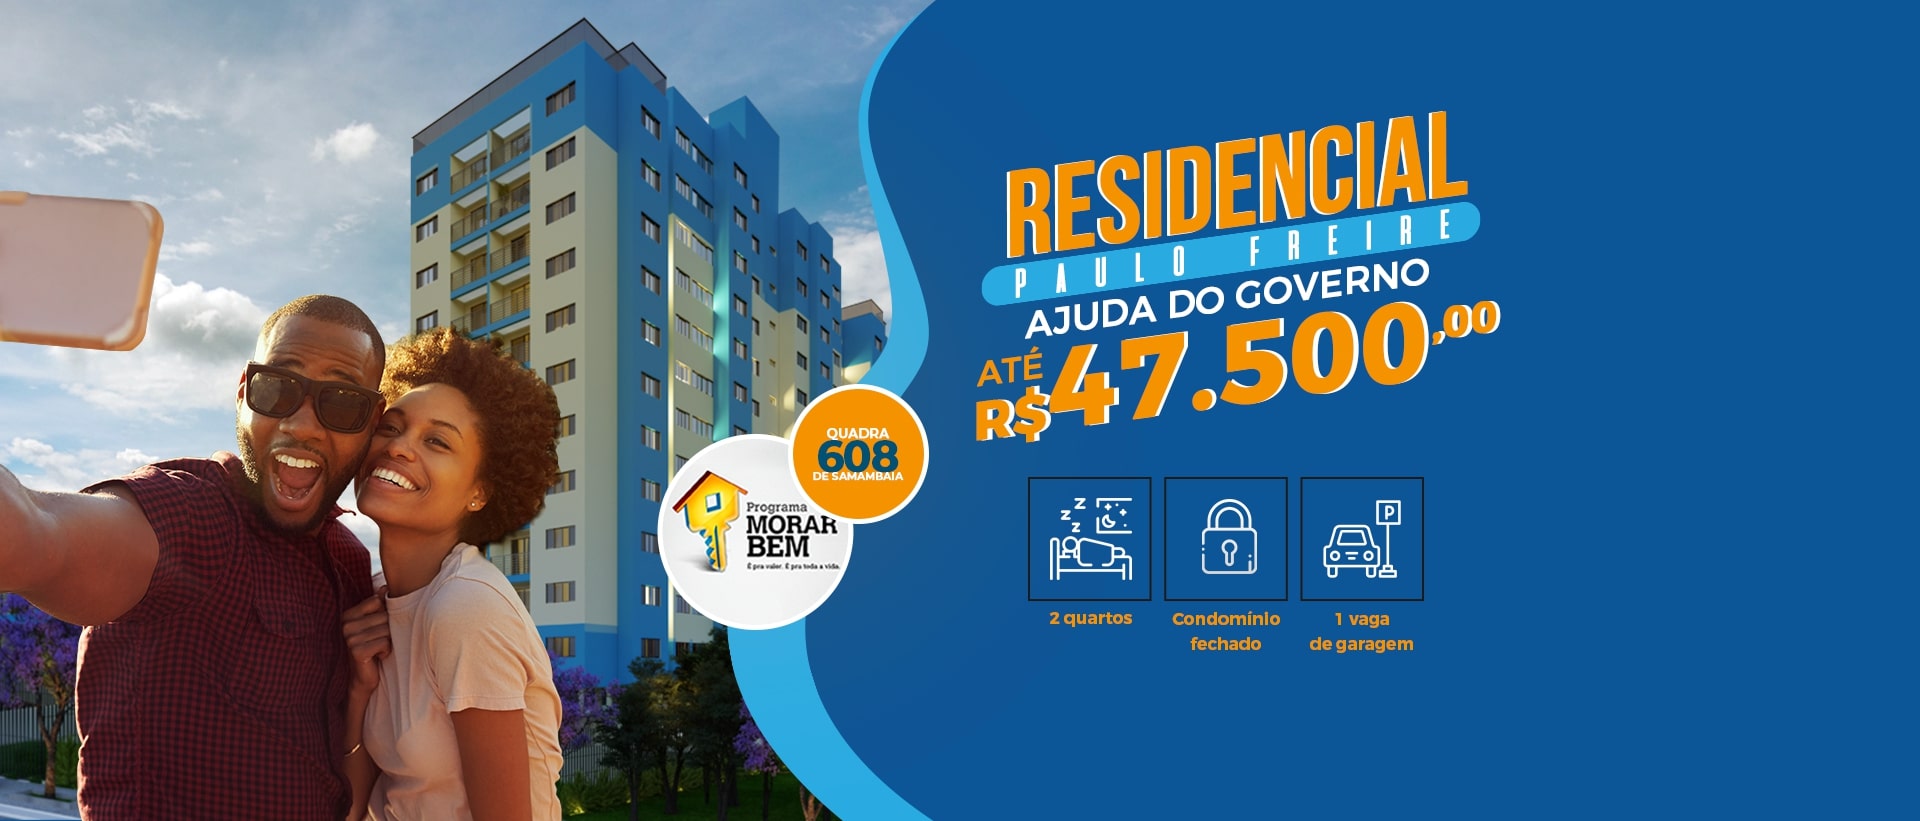 RESIDENCIAL
PAULO FREIRE
AJUDA DO GOVERNO
ATÉ
R$47.500,00
QUADRA
608
DE SAMAMBAIA
Programa
MORAR
BEM
É pra valer. É pra toda a vida.
z z z z
P
2 quartos
Condomínio
fechado
1 vaga
de garagem